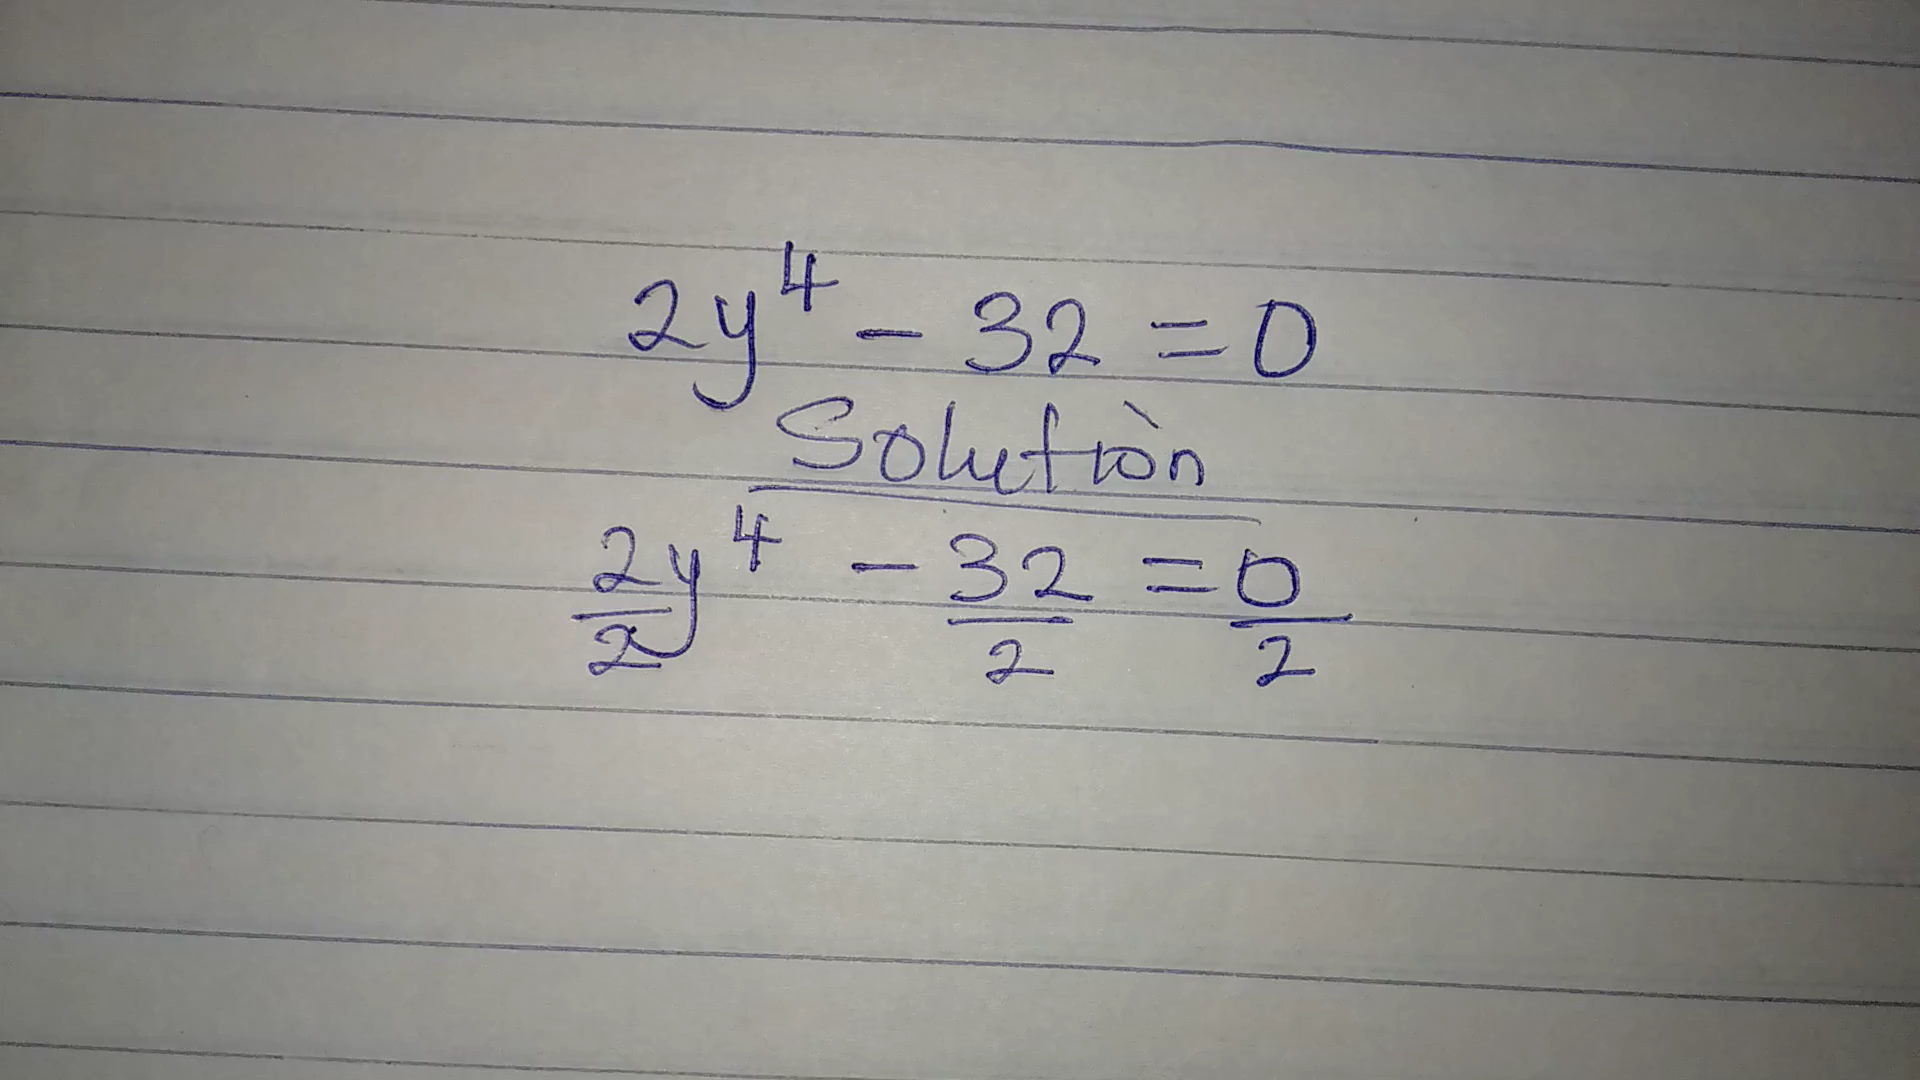 2y⁴ - 32 = 0
Solution
2y⁴/2 - 32/2 = 0/2